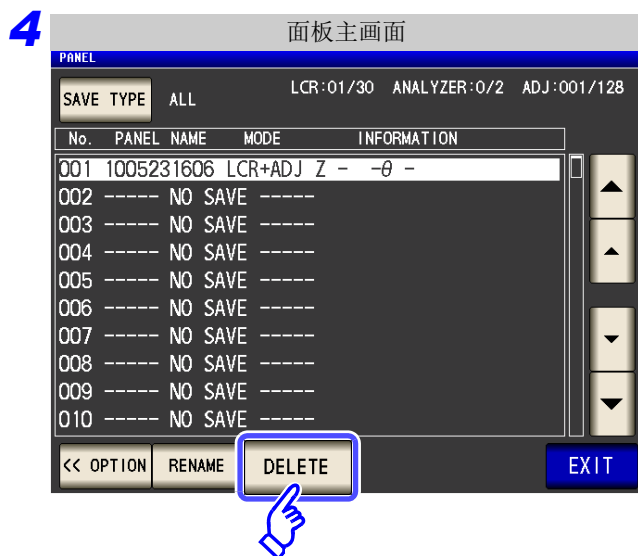 4
面板主画面
PANEL
SAVE TYPE ALL LCR:01/30 ANALYZER:0/2 ADJ:001/128
No. PANEL NAME MODE INFORMATION
001 1005231606 LCR+ADJ Z - -θ -
002 ----- NO SAVE -----
003 ----- NO SAVE -----
004 ----- NO SAVE -----
005 ----- NO SAVE -----
006 ----- NO SAVE -----
007 ----- NO SAVE -----
008 ----- NO SAVE -----
009 ----- NO SAVE -----
010 ----- NO SAVE -----
<< OPTION RENAME DELETE EXIT